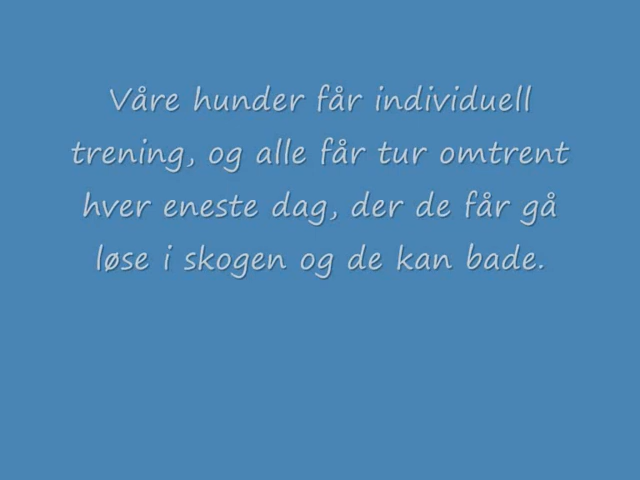 Våre hunder får individuell
trening, og alle får tur omtrent
hver eneste dag, der de får gå
løse i skogen og de kan bade.